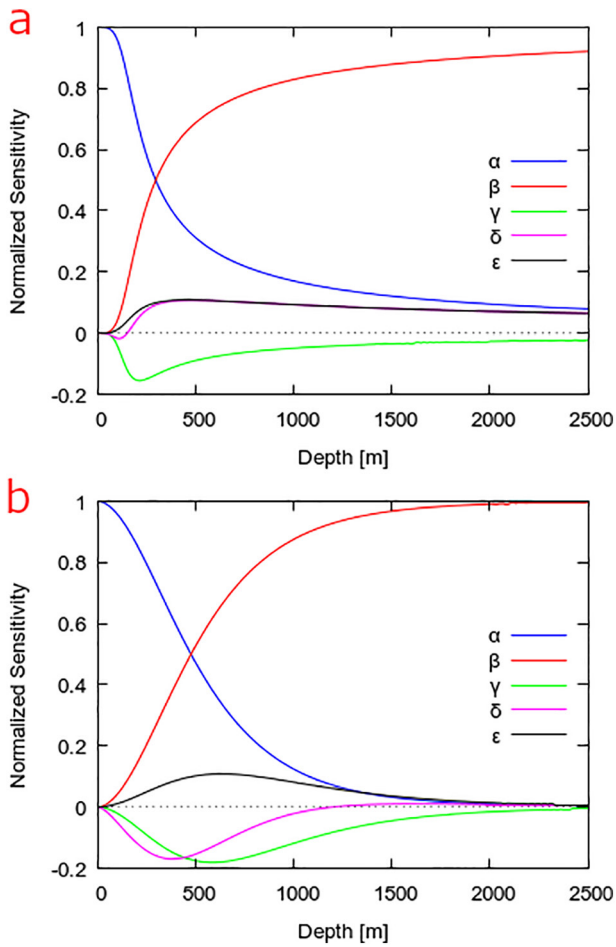 a
Normalized Sensitivity
1
0.8
0.6
0.4
0.2
0
-0.2
α
β
γ
δ
ε
0 500 1000 1500 2000 2500
Depth [m]
b
Normalized Sensitivity
1
0.8
0.6
0.4
0.2
0
-0.2
α
β
γ
δ
ε
0 500 1000 1500 2000 2500
Depth [m]